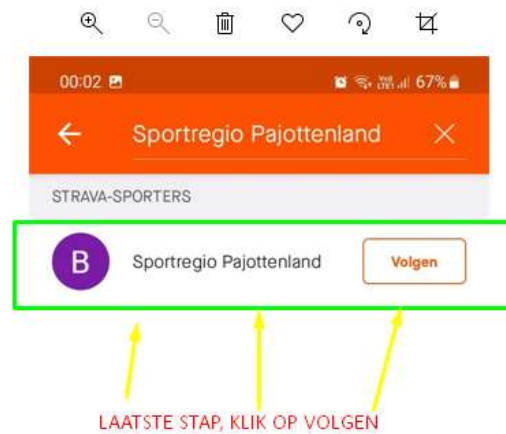 00:02 67%
Sportregio Pajottenland
STRAVA-SPORTERS
B Sportregio Pajottenland Volgen
LAATSTE STAP, KLIK OP VOLGEN